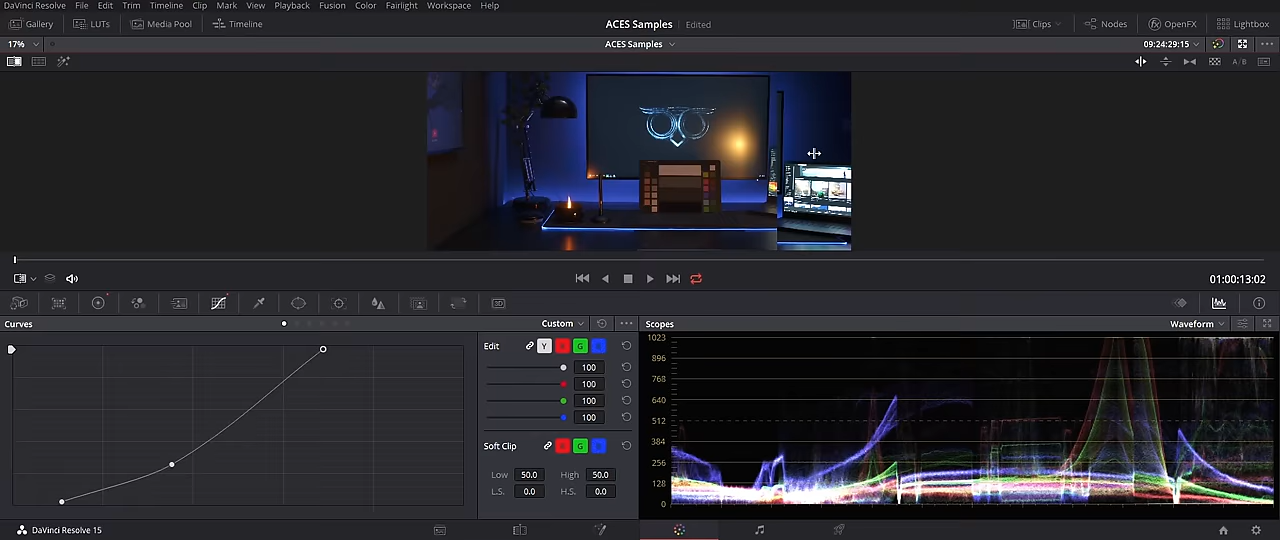 DaVinci Resolve File Edit Trim Timeline Clip Mark View Playback Fusion Color Fairlight Workspace Help
Gallery LUTs Media Pool Timeline ACES Samples Edited Clips Nodes OpenFX Lightbox
17% ACES Samples 09:24:29:15
A/B
01:00:13:02
3D
Curves Custom Scopes Waveform
Edit Y R G B
100
100
100
100
Soft Clip R G B
Low 50.0 High 50.0
L.S. 0.0 H.S. 0.0
1023
896
768
640
512
384
256
128
0
DaVinci Resolve 15